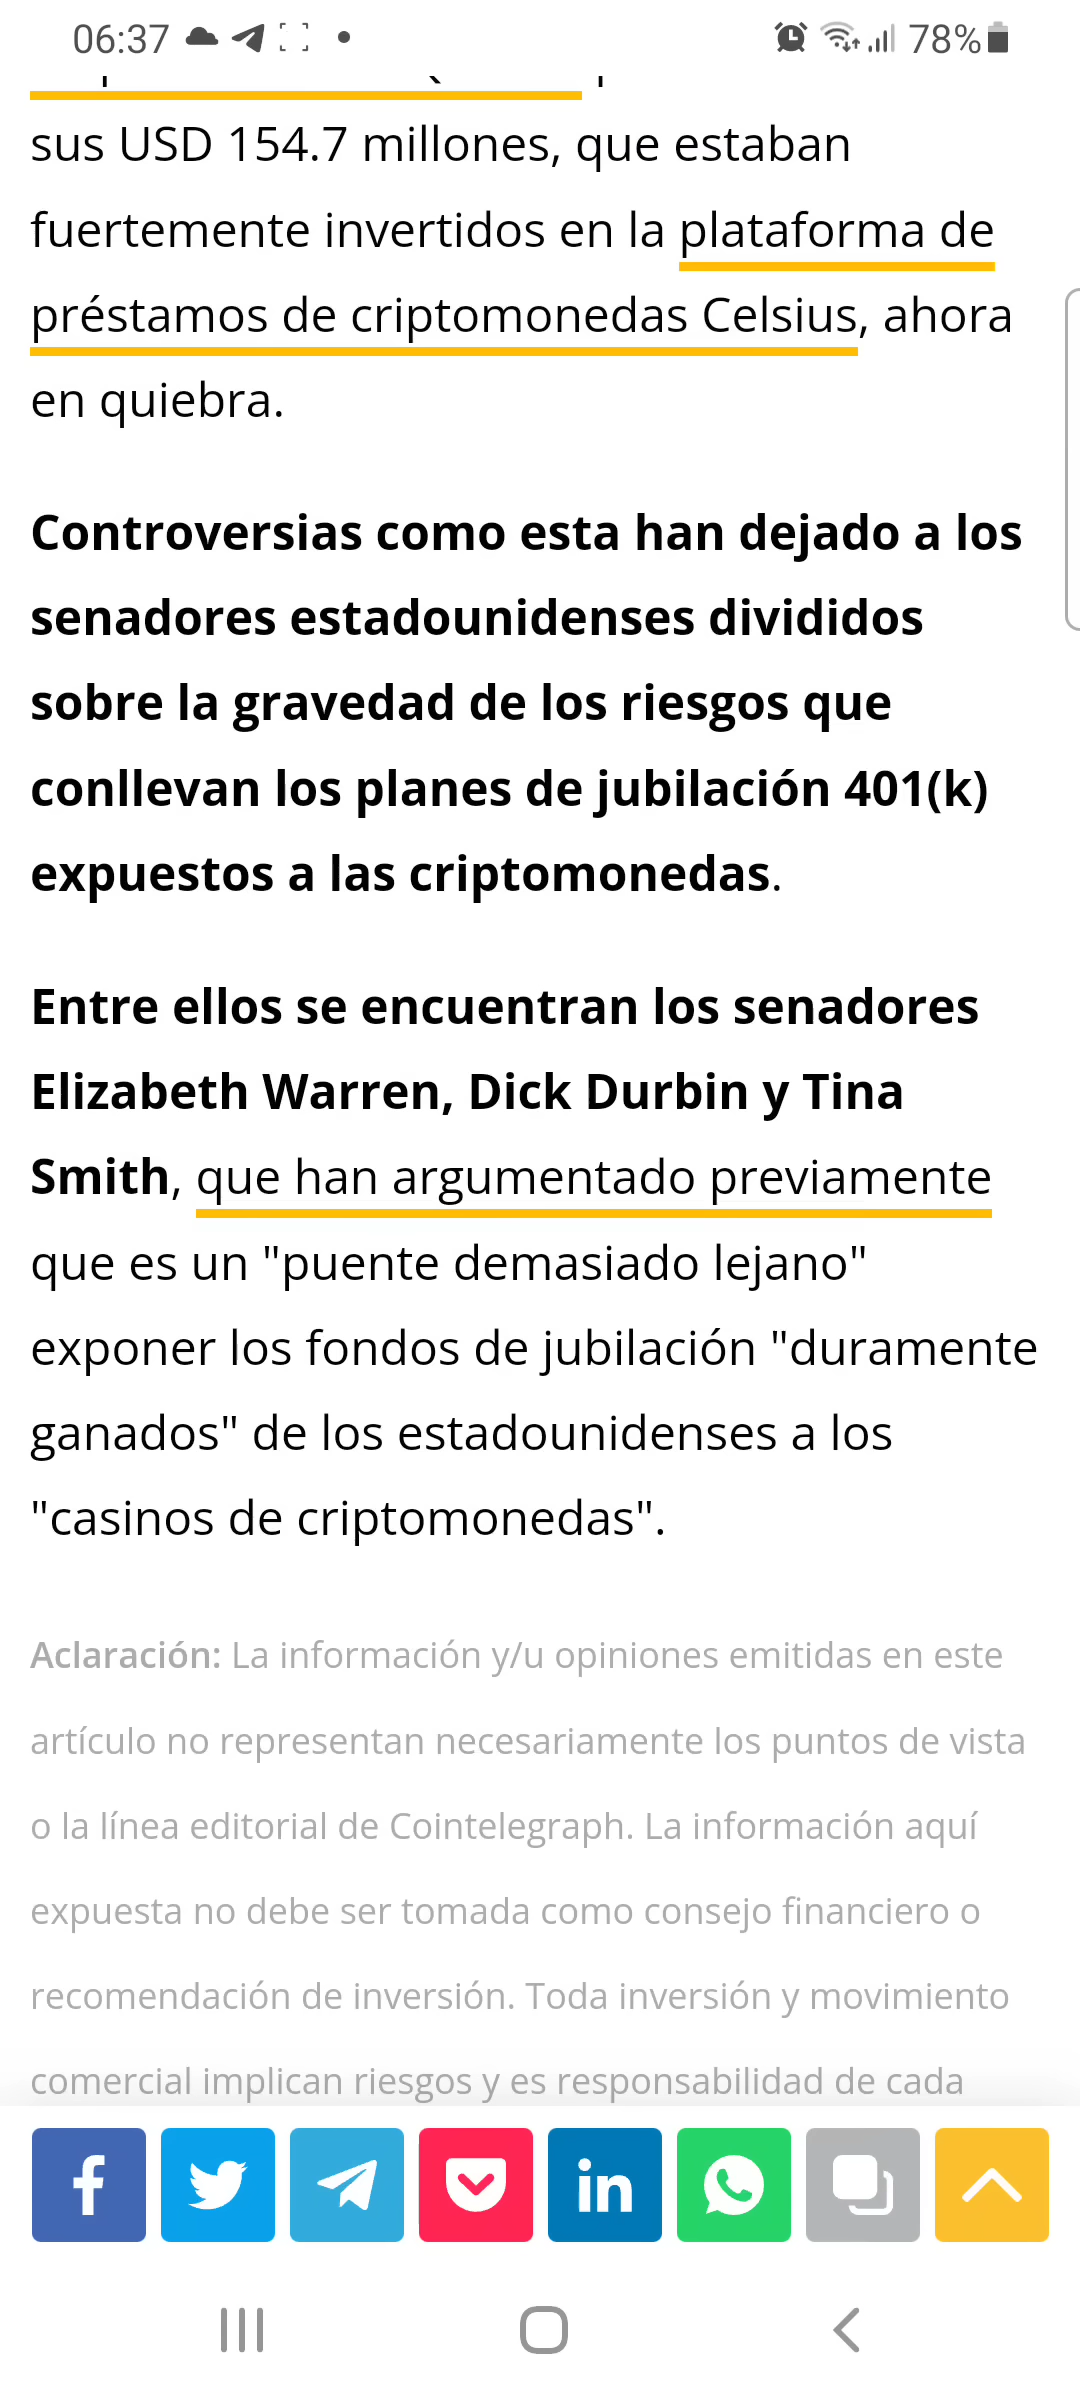 06:37
78%
sus USD 154.7 millones, que estaban
fuertemente invertidos en la plataforma de
préstamos de criptomonedas Celsius, ahora
en quiebra.
Controversias como esta han dejado a los
senadores estadounidenses divididos
sobre la gravedad de los riesgos que
conllevan los planes de jubilación 401(k)
expuestos a las criptomonedas.
Entre ellos se encuentran los senadores
Elizabeth Warren, Dick Durbin y Tina
Smith, que han argumentado previamente
que es un "puente demasiado lejano"
exponer los fondos de jubilación "duramente
ganados" de los estadounidenses a los
"casinos de criptomonedas".
Aclaración: La información y/u opiniones emitidas en este
artículo no representan necesariamente los puntos de vista
o la línea editorial de Cointelegraph. La información aquí
expuesta no debe ser tomada como consejo financiero o
recomendación de inversión. Toda inversión y movimiento
comercial implican riesgos y es responsabilidad de cada